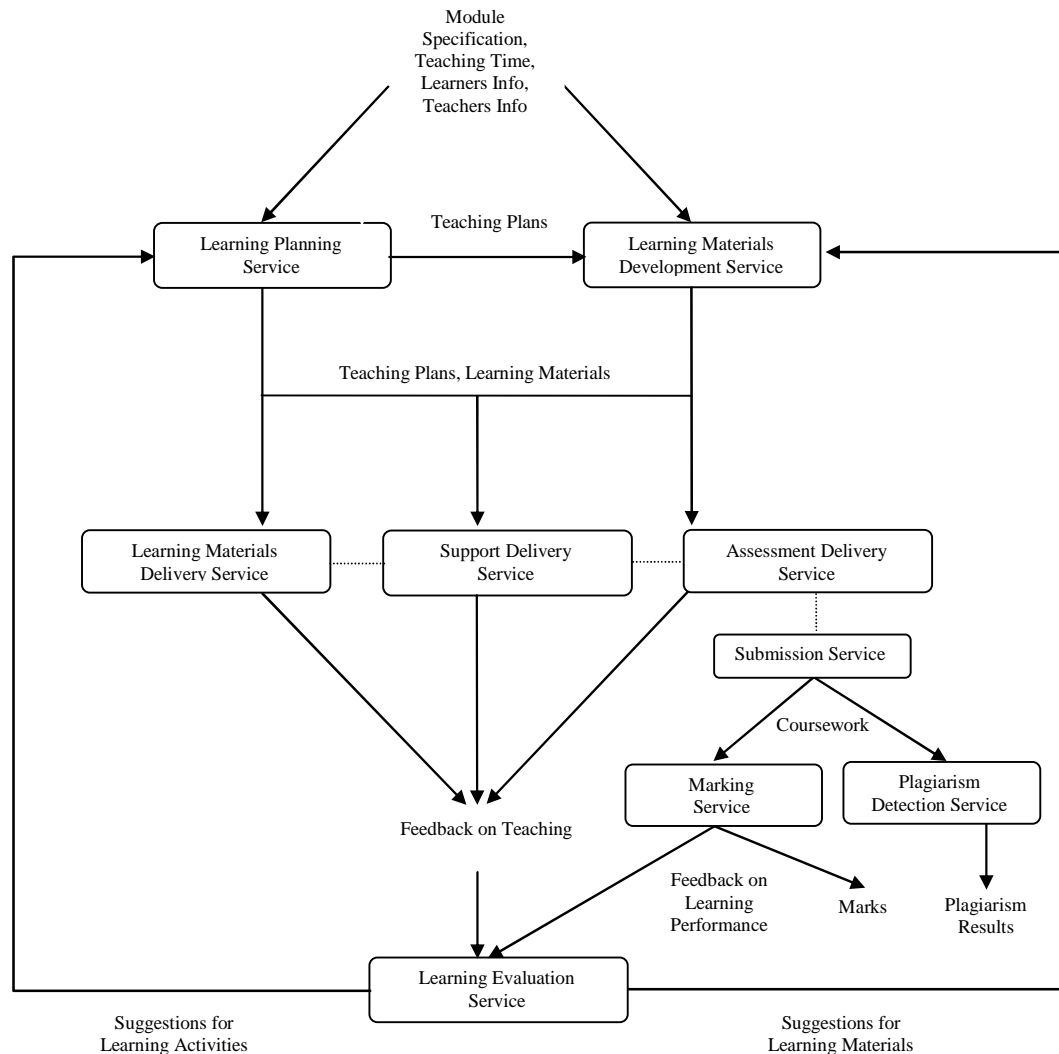 Module
Specification,
Teaching Time,
Learners Info,
Teachers Info
Teaching Plans
Learning Planning
Service
Learning Materials
Development Service
Teaching Plans, Learning Materials
Learning Materials
Delivery Service
Support Delivery
Service
Assessment Delivery
Service
Submission Service
Coursework
Marking
Service
Plagiarism
Detection Service
Feedback on Teaching
Feedback on
Learning
Performance
Marks
Plagiarism
Results
Learning Evaluation
Service
Suggestions for
Learning Activities
Suggestions for
Learning Materials